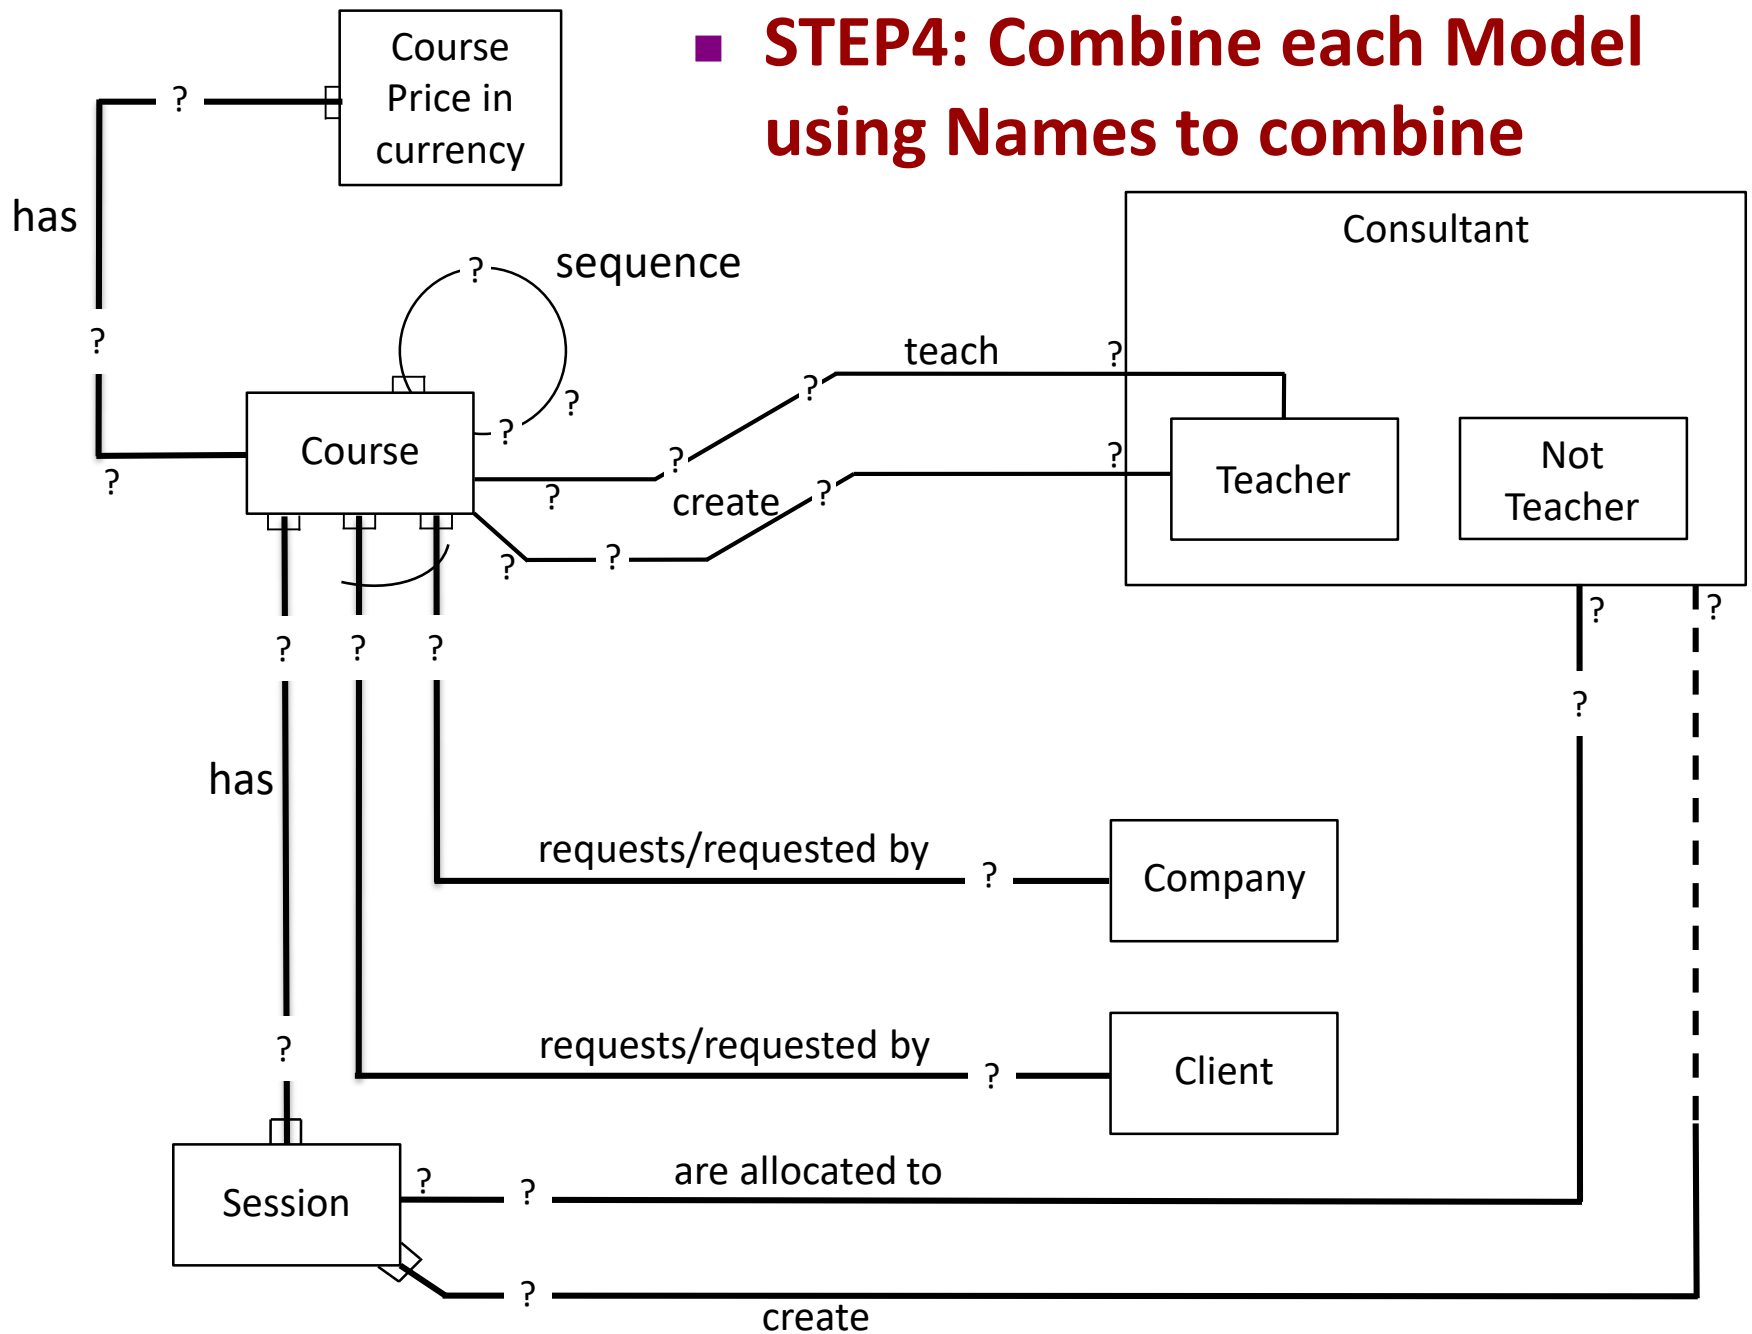 Course
Price in
currency
■ STEP4: Combine each Model
using Names to combine
?
has
Consultant
sequence
?
?
teach
?
?
?
Course
?
?
?
?
?
?
create
?
?
?
?
Teacher
Not
Teacher
?
?
?
?
?
?
has
requests/requested by
?
Company
?
requests/requested by
?
Client
Session
?
?
are allocated to
?
create